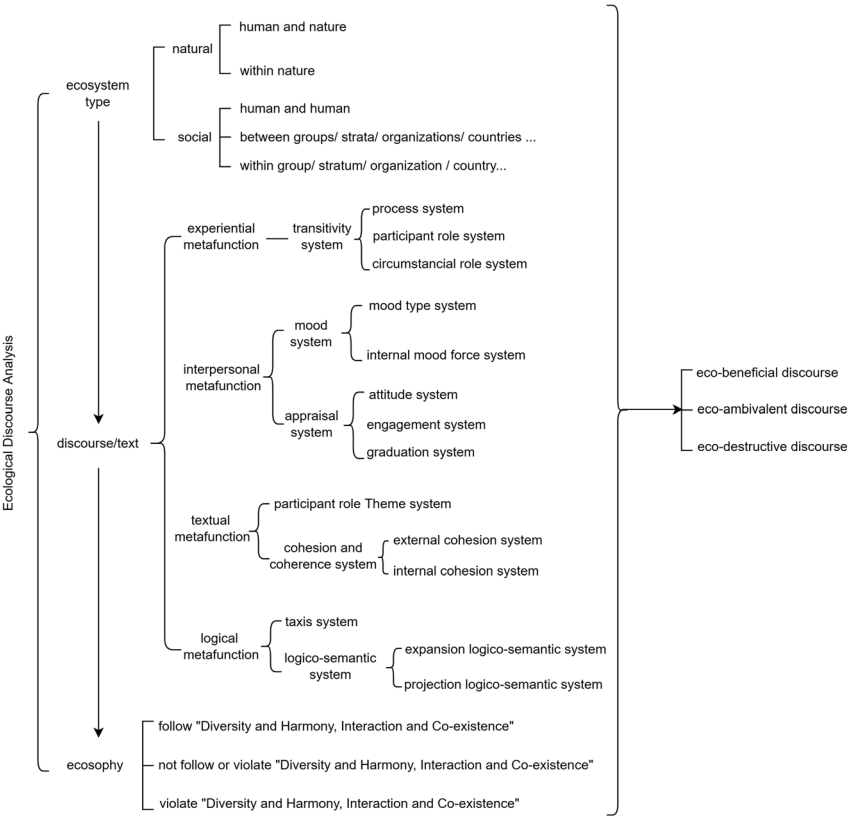 Ecological Discourse Analysis
ecosystem
type
natural
human and nature
within nature
social
human and human
between groups/ strata/ organizations/ countries ...
within group/ stratum/ organization / country...
discourse/text
experiential
metafunction
transitivity
system
process system
participant role system
circumstancial role system
interpersonal
metafunction
mood
system
mood type system
internal mood force system
appraisal
system
attitude system
engagement system
graduation system
textual
metafunction
participant role Theme system
cohesion and
coherence system
external cohesion system
internal cohesion system
logical
metafunction
taxis system
logico-semantic
system
expansion logico-semantic system
projection logico-semantic system
ecosophy
follow "Diversity and Harmony, Interaction and Co-existence"
not follow or violate "Diversity and Harmony, Interaction and Co-existence"
violate "Diversity and Harmony, Interaction and Co-existence"
eco-beneficial discourse
eco-ambivalent discourse
eco-destructive discourse